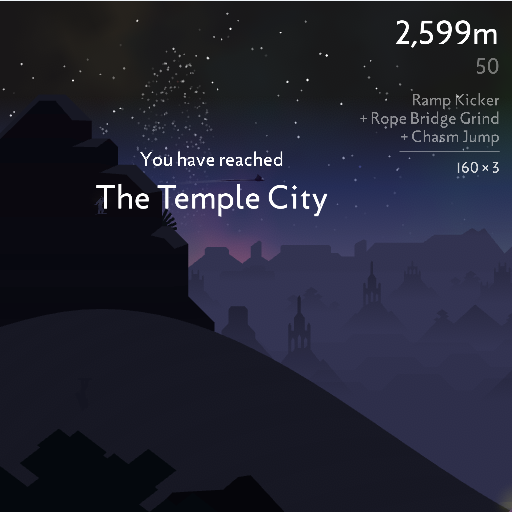 2,599m
50
Ramp Kicker
+ Rope Bridge Grind
+ Chasm Jump
160 × 3
You have reached
The Temple City